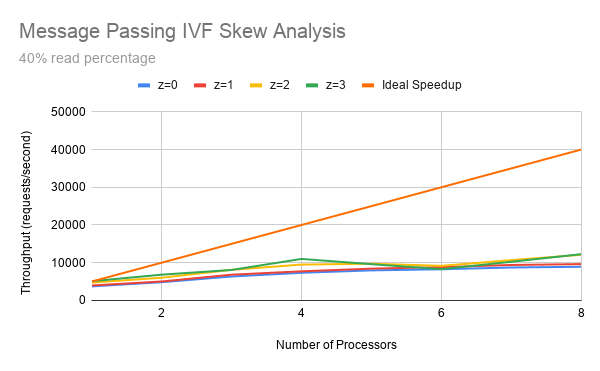 Message Passing IVF Skew Analysis
40% read percentage
z=0 z=1 z=2 z=3 Ideal Speedup
Throughput (requests/second)
50000
40000
30000
20000
10000
0
2 4 6 8
Number of Processors